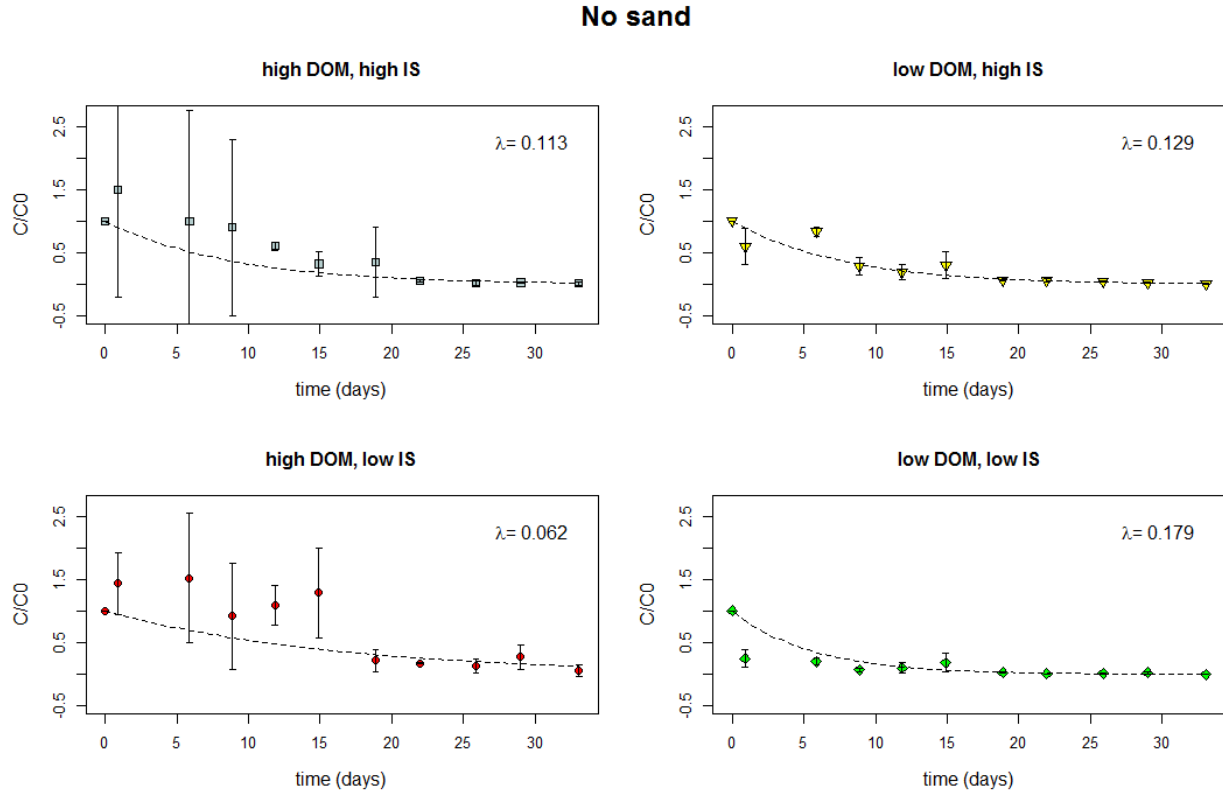 No sand
high DOM, high IS
λ= 0.113
C/C0
2.5
1.5
0.5
-0.5
0 5 10 15 20 25 30
time (days)
low DOM, high IS
λ= 0.129
C/C0
2.5
1.5
0.5
-0.5
0 5 10 15 20 25 30
time (days)
high DOM, low IS
λ= 0.062
C/C0
2.5
1.5
0.5
-0.5
0 5 10 15 20 25 30
time (days)
low DOM, low IS
λ= 0.179
C/C0
2.5
1.5
0.5
-0.5
0 5 10 15 20 25 30
time (days)